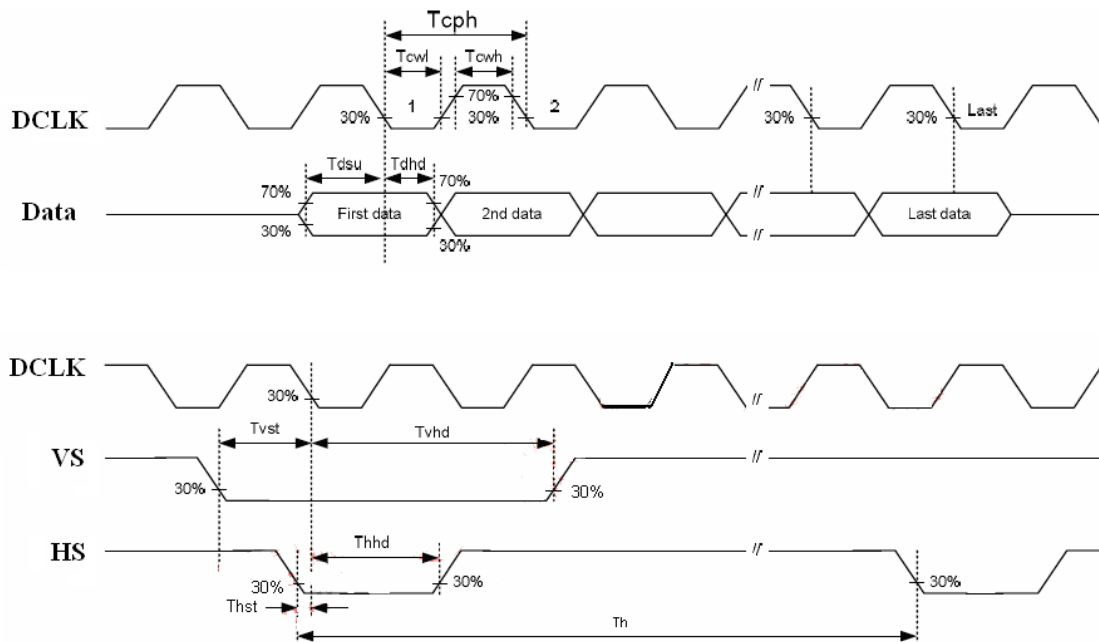 Tcph
Tcwl Tcwh
DCLK 30% 1 70% 30% 2 // 30% 30% Last
Tdsu Tdhd
70% 70%
Data First data 2nd data // Last data
30% 30% //
DCLK 30% //
Tvst Tvhd
VS //
30% 30%
HS Thhd //
30% 30% 30%
Thst
Th